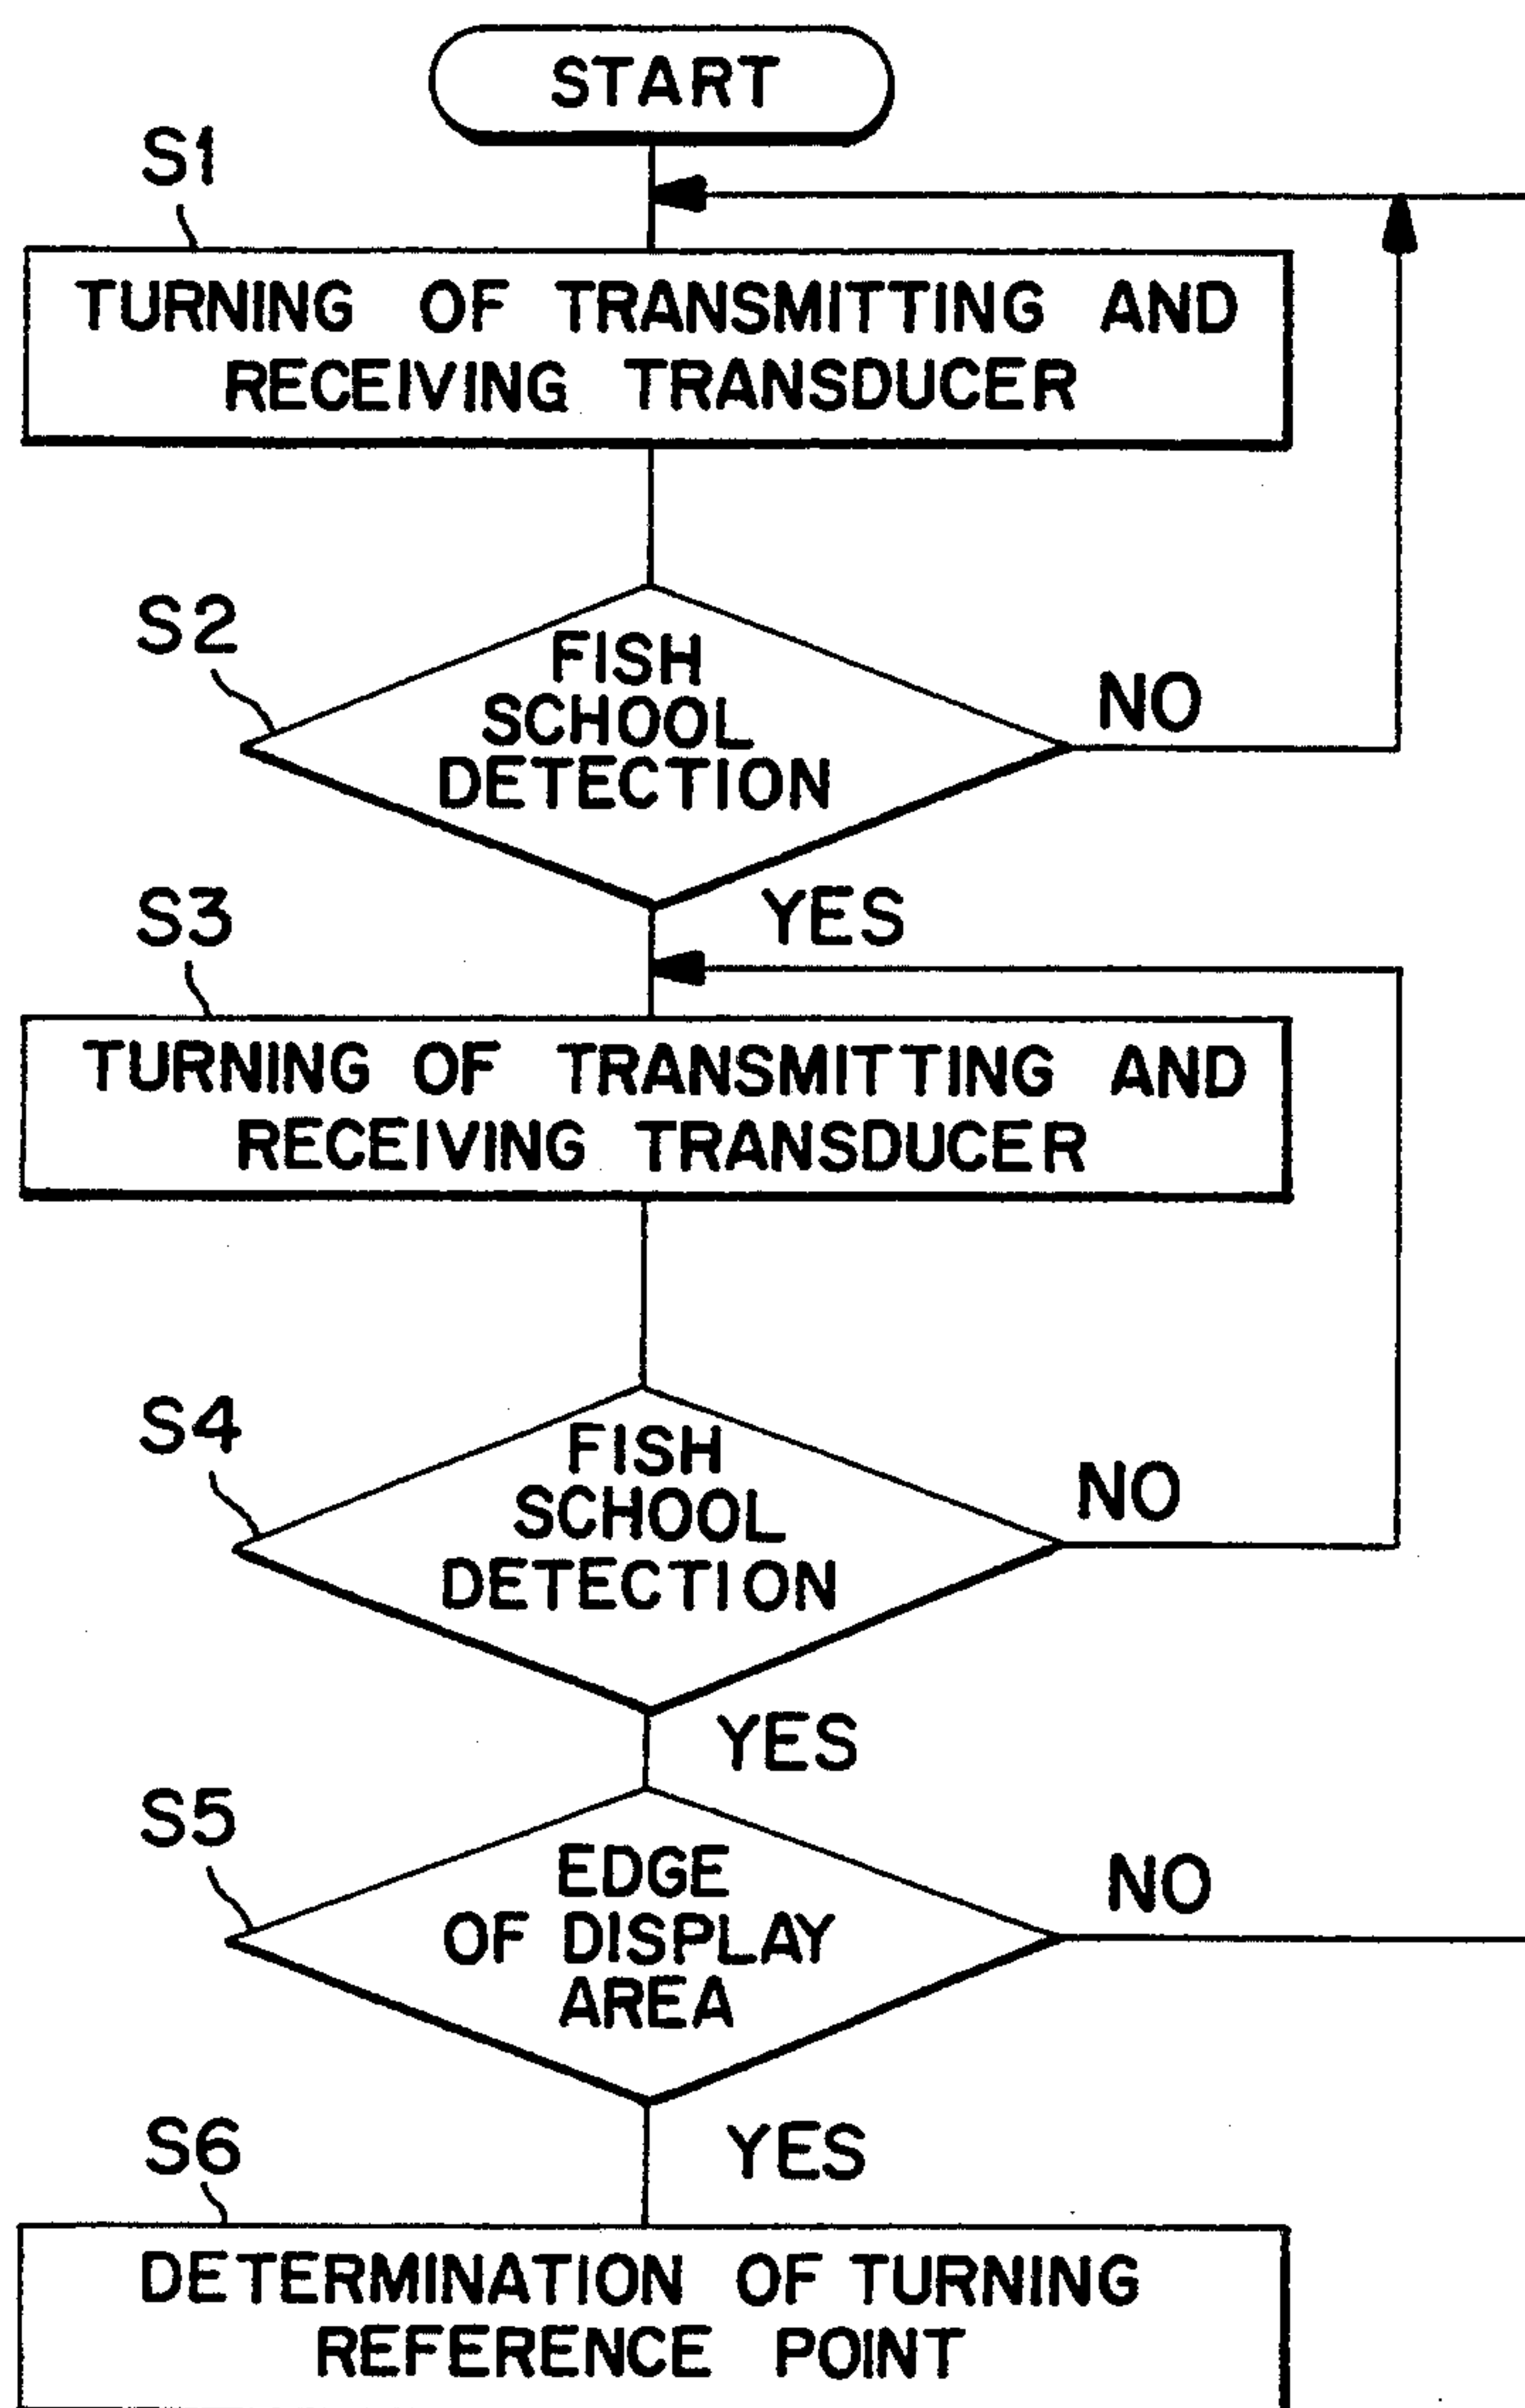 START
S1
TURNING OF TRANSMITTING AND
RECEIVING TRANSDUCER
S2
FISH
SCHOOL
DETECTION
NO
YES
S3
TURNING OF TRANSMITTING AND
RECEIVING TRANSDUCER
S4
FISH
SCHOOL
DETECTION
NO
YES
S5
EDGE
OF DISPLAY
AREA
NO
YES
S6
DETERMINATION OF TURNING
REFERENCE POINT